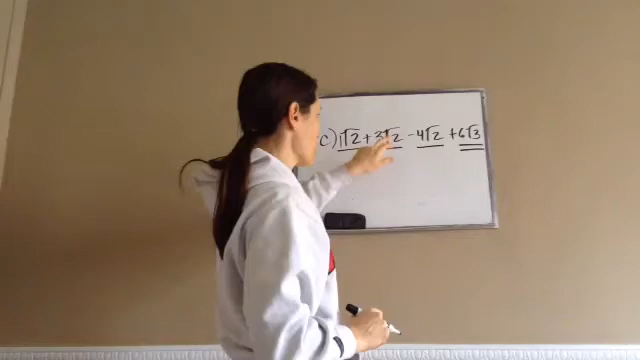 c) 1√2 + 3√2 - 4√2 + 6√3